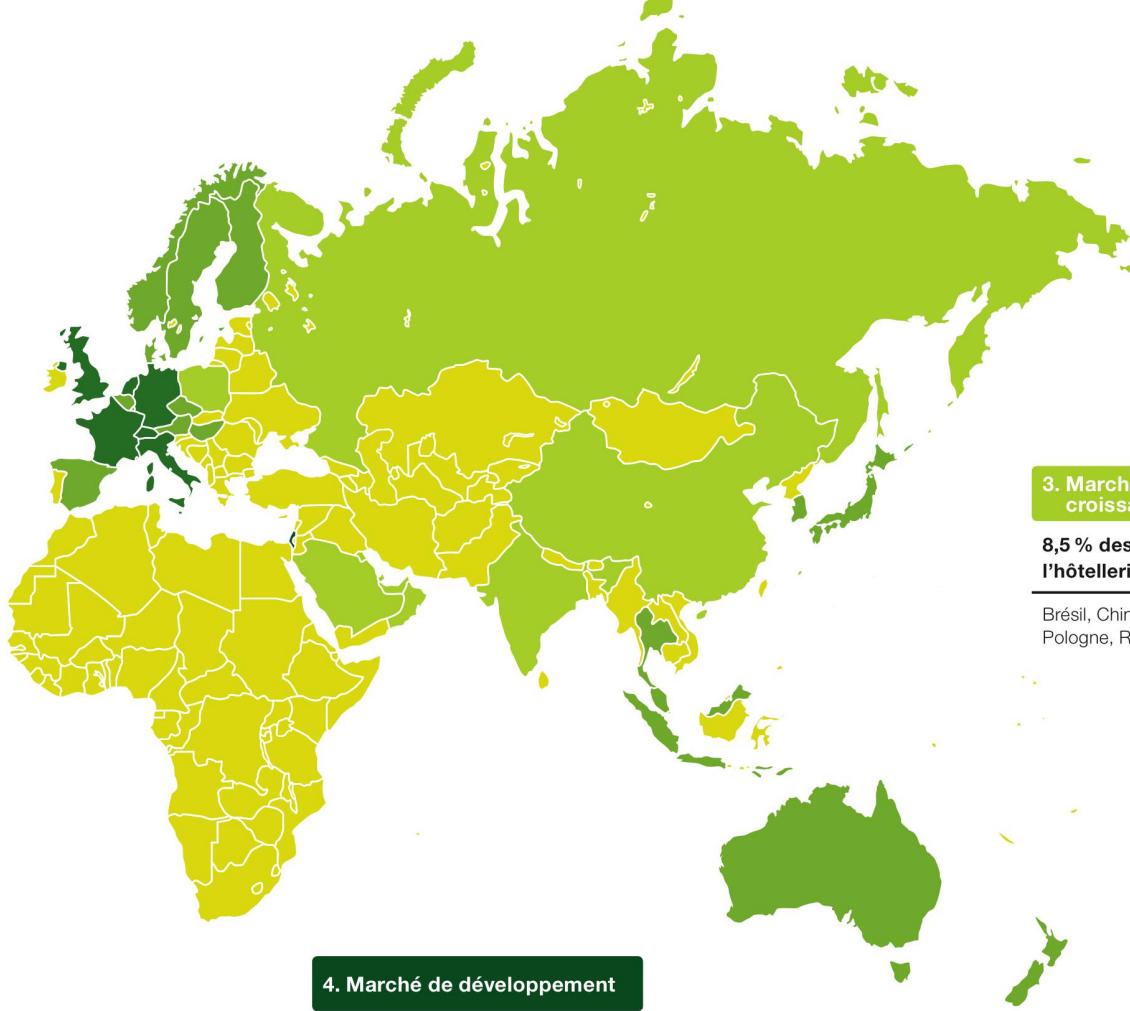 3. March
croissa
8,5 % des
l’hôtelleri
Brésil, Chin
Pologne, R
4. Marché de développement